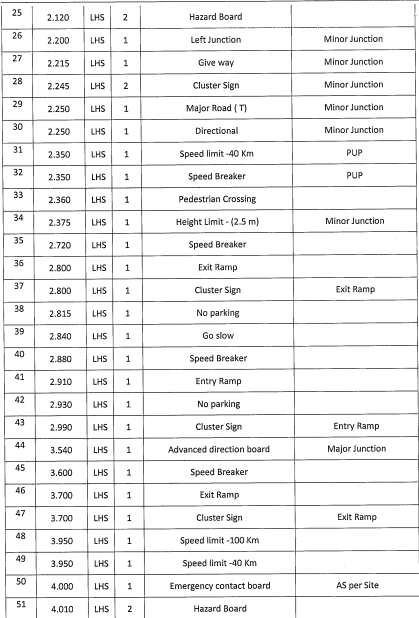 25 2.120 LHS 2 Hazard Board
26 2.200 LHS 1 Left Junction Minor Junction
27 2.215 LHS 1 Give way Minor Junction
28 2.245 LHS 2 Cluster Sign Minor Junction
29 2.250 LHS 1 Major Road ( T) Minor Junction
30 2.250 LHS 1 Directional Minor Junction
31 2.350 LHS 1 Speed limit -40 Km PUP
32 2.350 LHS 1 Speed Breaker PUP
33 2.360 LHS 1 Pedestrian Crossing
34 2.375 LHS 1 Height Limit - (2.5 m) Minor Junction
35 2.720 LHS 1 Speed Breaker
36 2.800 LHS 1 Exit Ramp
37 2.800 LHS 1 Cluster Sign Exit Ramp
38 2.815 LHS 1 No parking
39 2.840 LHS 1 Go slow
40 2.880 LHS 1 Speed Breaker
41 2.910 LHS 1 Entry Ramp
42 2.930 LHS 1 No parking
43 2.990 LHS 1 Cluster Sign Entry Ramp
44 3.540 LHS 1 Advanced direction board Major Junction
45 3.600 LHS 1 Speed Breaker
46 3.700 LHS 1 Exit Ramp
47 3.700 LHS 1 Cluster Sign Exit Ramp
48 3.950 LHS 1 Speed limit -100 Km
49 3.950 LHS 1 Speed limit -40 Km
50 4.000 LHS 1 Emergency contact board AS per Site
51 4.010 LHS 2 Hazard Board